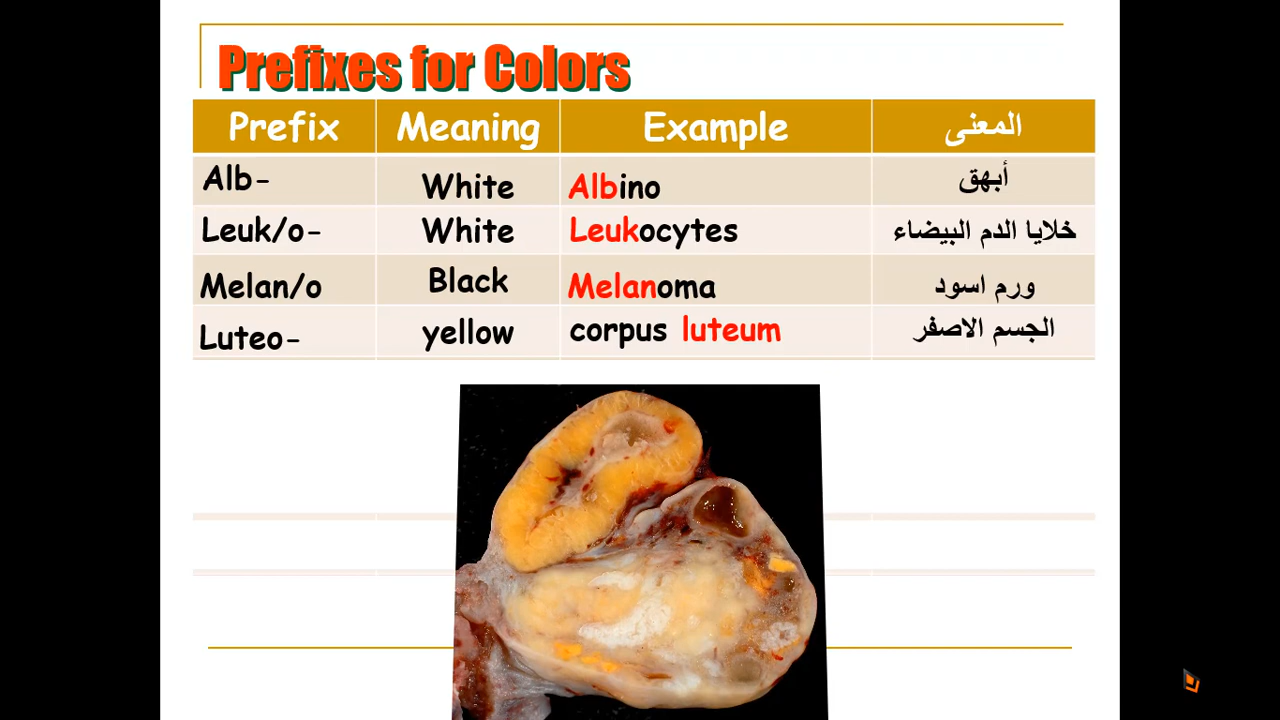 Prefixes for Colors
Prefix Meaning Example المعنى
Alb- White Albino أبهق
Leuk/o- White Leukocytes خلايا الدم البيضاء
Melan/o Black Melanoma ورم اسود
Luteo- yellow corpus luteum الجسم الاصفر